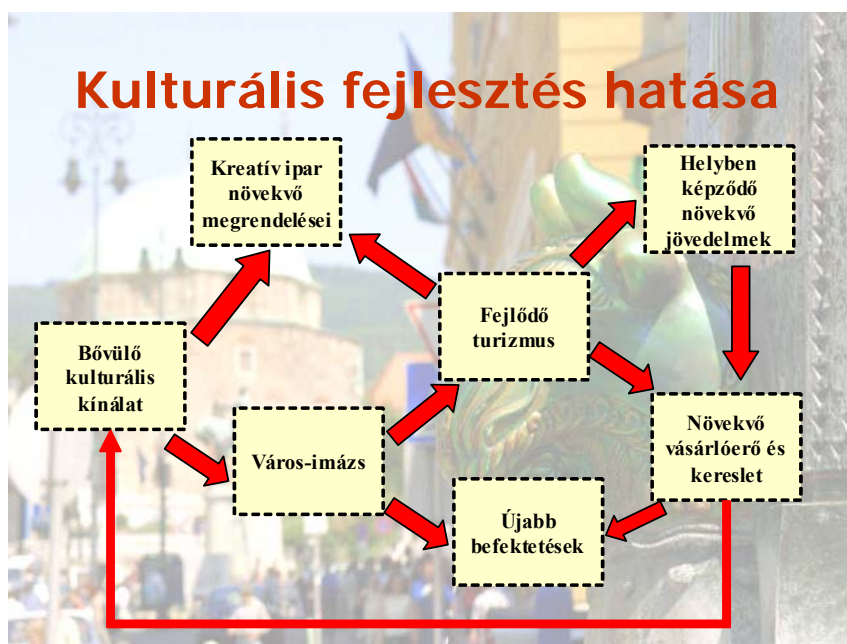 Kulturális fejlesztés hatása
Kreatív ipar
növekvő
megrendelései
Helyben
képződő
növekvő
jövedelmek
Fejlődő
turizmus
Bővülő
kulturális
kínálat
Város-imázs
Növekvő
vásárlóerő és
kereslet
Újabb
befektetések